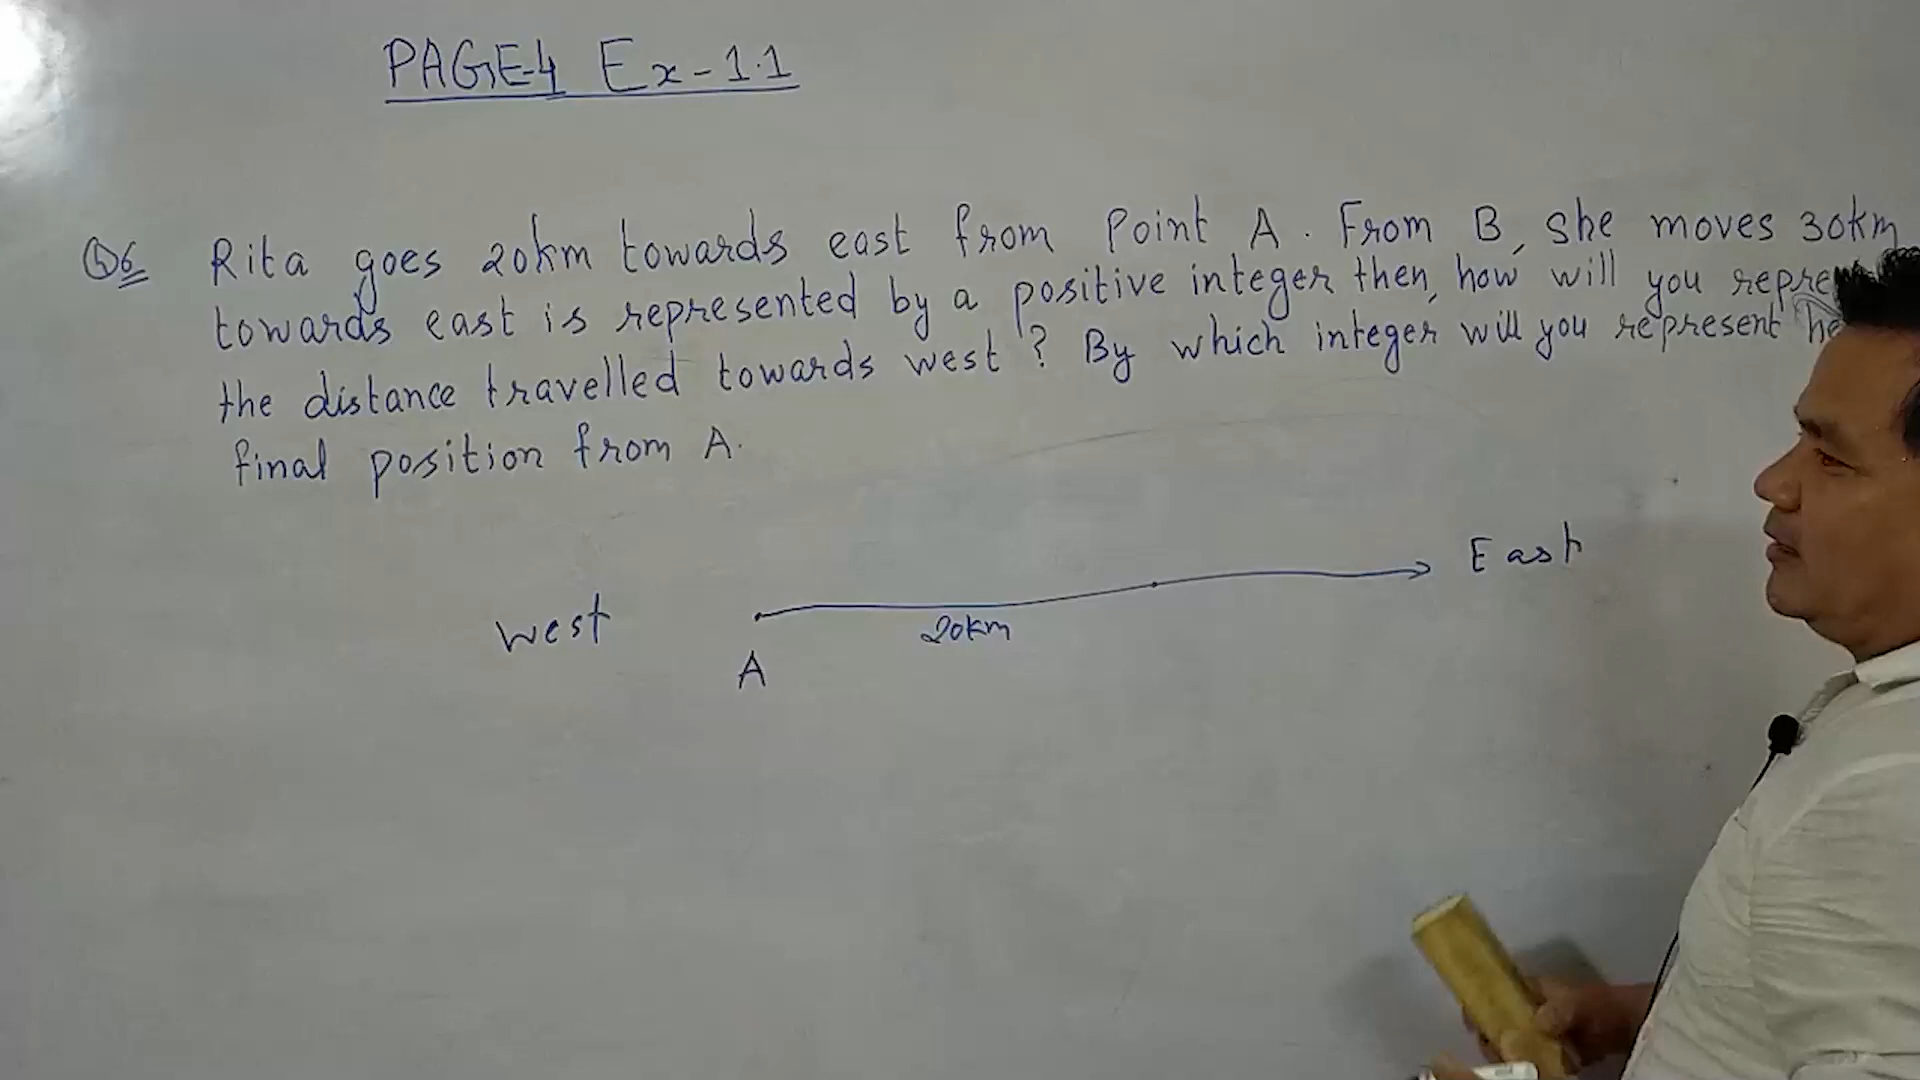 PAGE-4 Ex-1.1
Q6 Rita goes 20km towards east from Point A. From B, she moves 30km
towards east is represented by a positive integer then, how will you
the distance travelled towards west? By which integer will you represent
final position from A.
West
East
20km
A